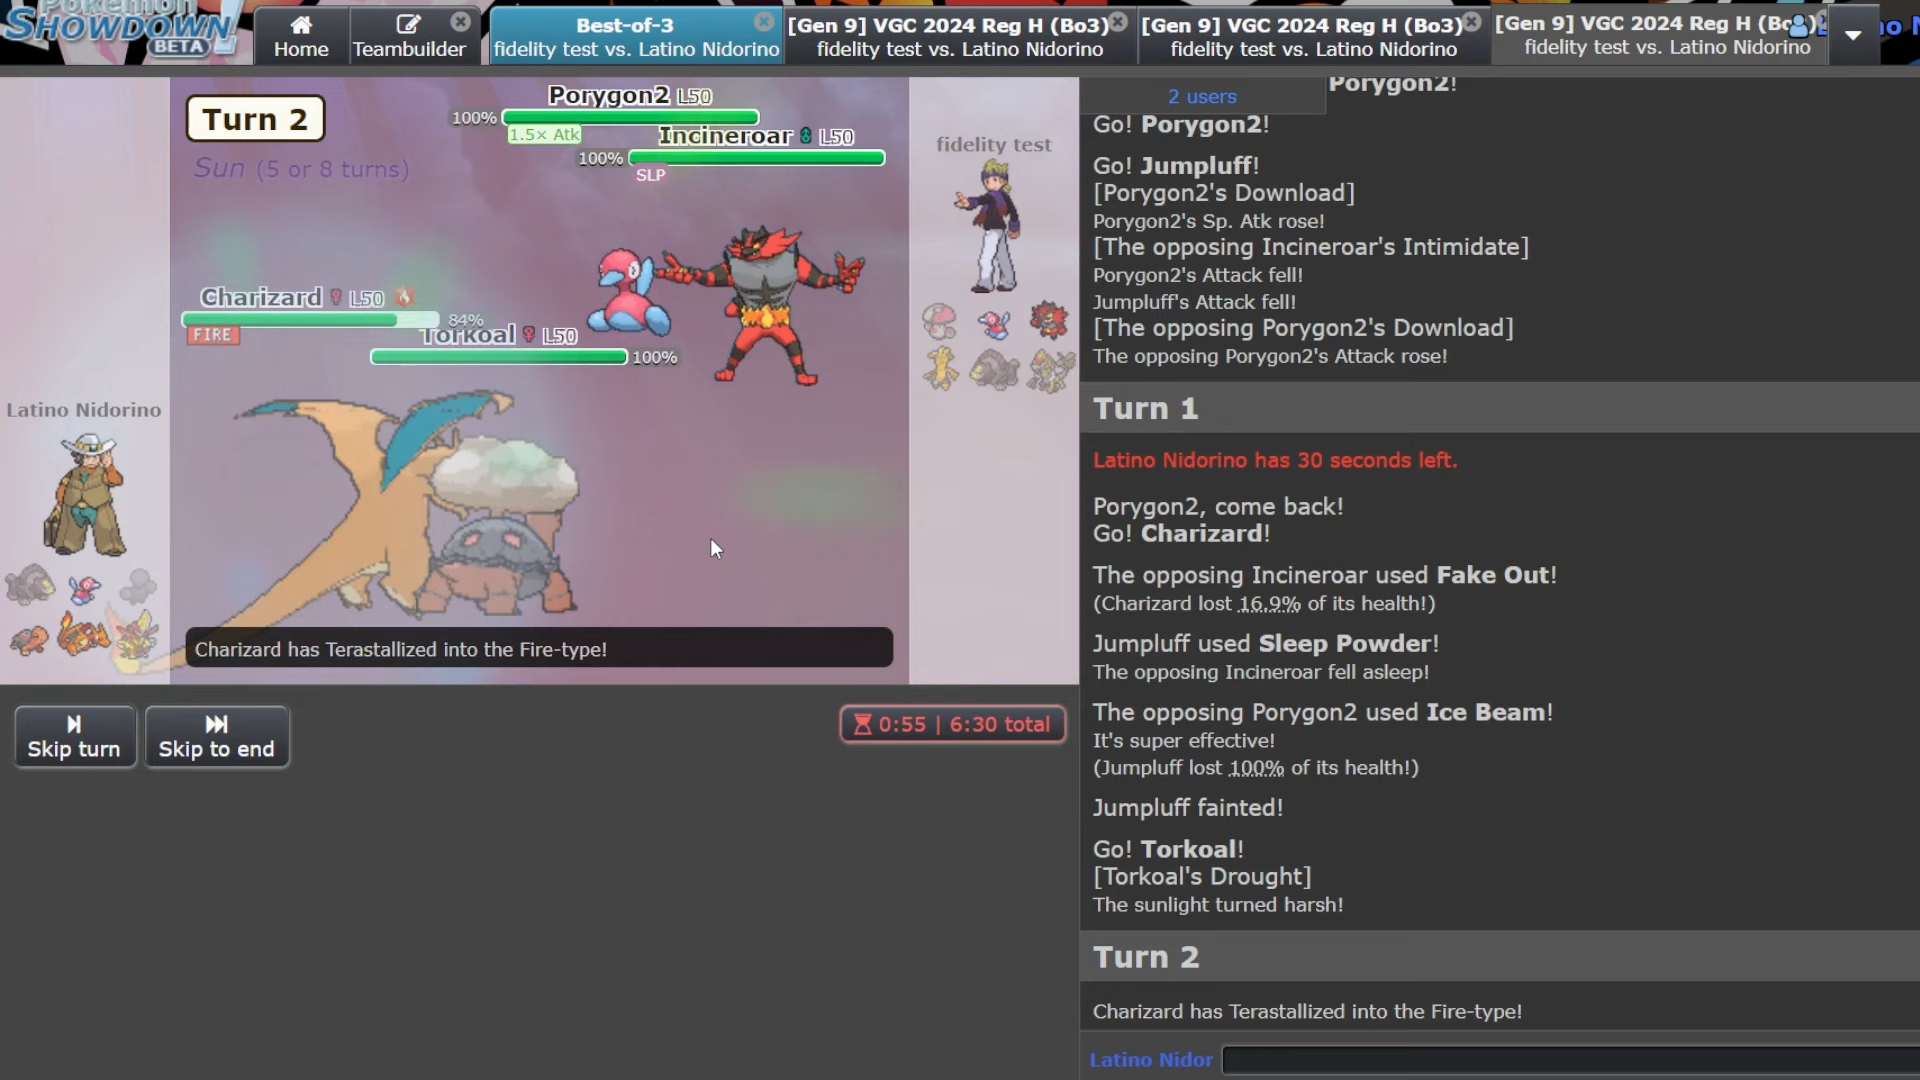 Pokémon
SHOWDOWN!
BETA
Home
Teambuilder
Best-of-3
fidelity test vs. Latino Nidorino
[Gen 9] VGC 2024 Reg H (Bo3)
fidelity test vs. Latino Nidorino
[Gen 9] VGC 2024 Reg H (Bo3)
fidelity test vs. Latino Nidorino
[Gen 9] VGC 2024 Reg H (Bo3)
fidelity test vs. Latino Nidorino
Turn 2
Sun (5 or 8 turns)
Porygon2 L50
100%
1.5× Atk
Incineroar L50
100%
SLP
Charizard L50
84%
FIRE
Torkoal L50
100%
Latino Nidorino
fidelity test
Charizard has Terastallized into the Fire-type!
Skip turn
Skip to end
0:55 | 6:30 total
2 users
Porygon2!
Go! Porygon2!
Go! Jumpluff!
[Porygon2's Download]
Porygon2's Sp. Atk rose!
[The opposing Incineroar's Intimidate]
Porygon2's Attack fell!
Jumpluff's Attack fell!
[The opposing Porygon2's Download]
The opposing Porygon2's Attack rose!
Turn 1
Latino Nidorino has 30 seconds left.
Porygon2, come back!
Go! Charizard!
The opposing Incineroar used Fake Out!
(Charizard lost 16.9% of its health!)
Jumpluff used Sleep Powder!
The opposing Incineroar fell asleep!
The opposing Porygon2 used Ice Beam!
It's super effective!
(Jumpluff lost 100% of its health!)
Jumpluff fainted!
Go! Torkoal!
[Torkoal's Drought]
The sunlight turned harsh!
Turn 2
Charizard has Terastallized into the Fire-type!
Latino Nidor